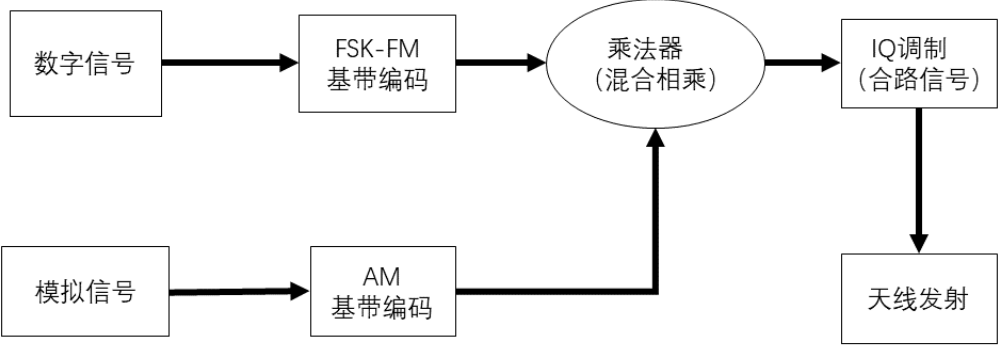 数字信号
FSK-FM
基带编码
乘法器
（混合相乘）
IQ调制
（合路信号）
模拟信号
AM
基带编码
天线发射